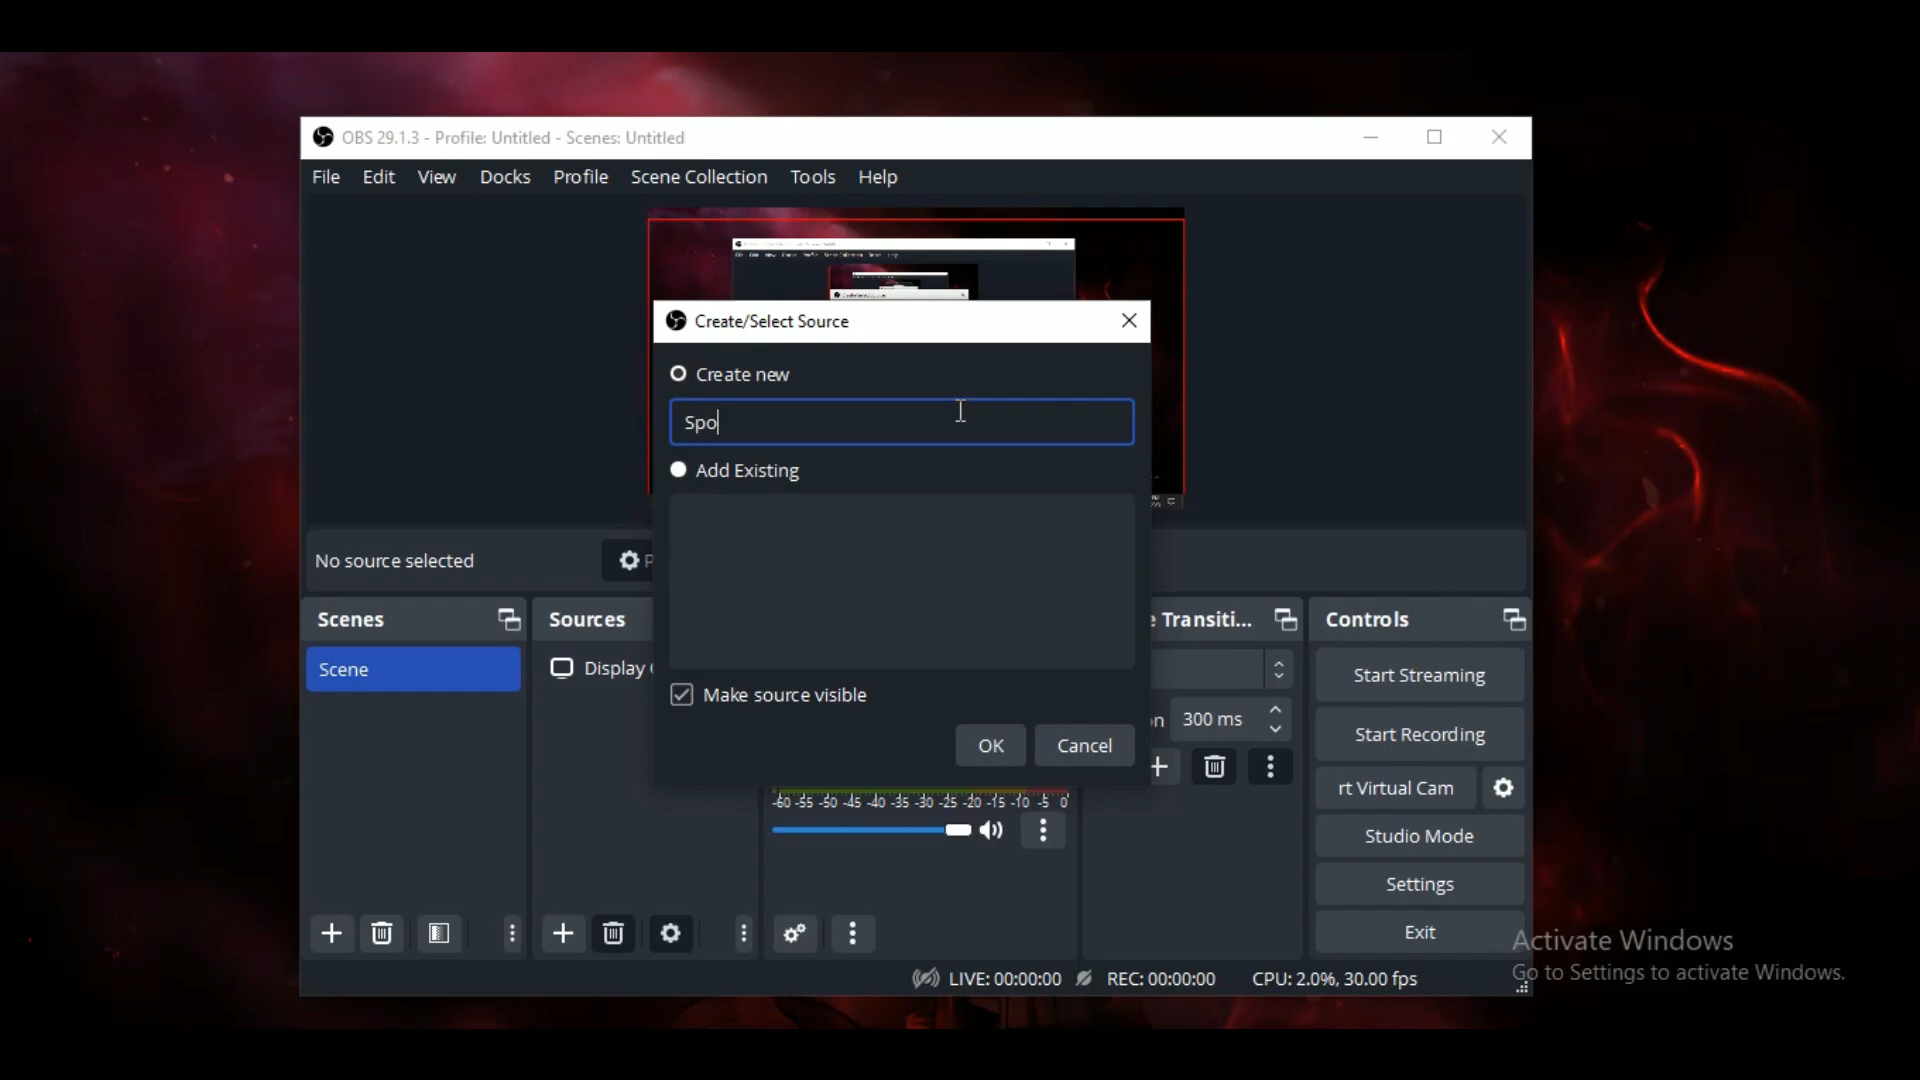 OBS 29.1.3 - Profile: Untitled - Scenes: Untitled
File Edit View Docks Profile Scene Collection Tools Help
Create/Select Source
Create new
Spo
Add Existing
No source selected
Scenes
Sources
Transiti...
Controls
Scene
Display
Start Streaming
Make source visible
300 ms
Start Recording
OK
Cancel
rt Virtual Cam
-60 -55 -50 -45 -40 -35 -30 -25 -20 -15 -10 -5 0
Studio Mode
Settings
Exit
Activate Windows
Go to Settings to activate Windows.
LIVE: 00:00:00
REC: 00:00:00
CPU: 2.0%, 30.00 fps